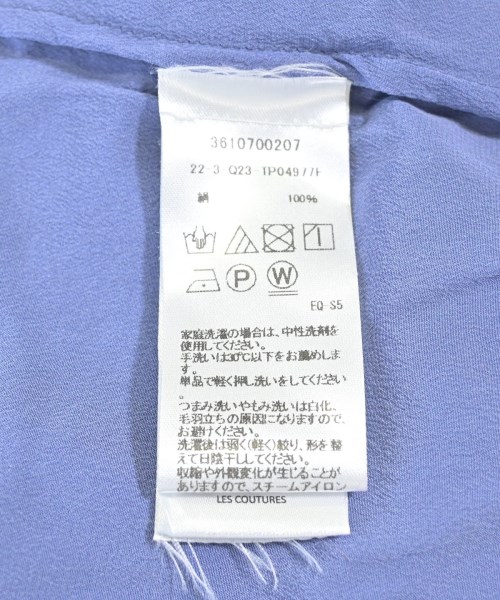 3610700207
22-3 Q23 TP04977F
絹 100%
P W
EQ-S5
家庭洗濯の場合は、中性洗剤を
使用してください。
手洗いは30℃以下をお薦めしま
す。
単品で軽く押し洗いをしてくださ
い。
つまみ洗いやもみ洗いは白化、
毛羽立ちの原因になりますので、
お避けください。
洗濯後は弱く(軽く)絞り、形を整
えて日陰干ししてください。
収縮や外観変化が生じることが
ありますので、スチームアイロン
LES COUTURES